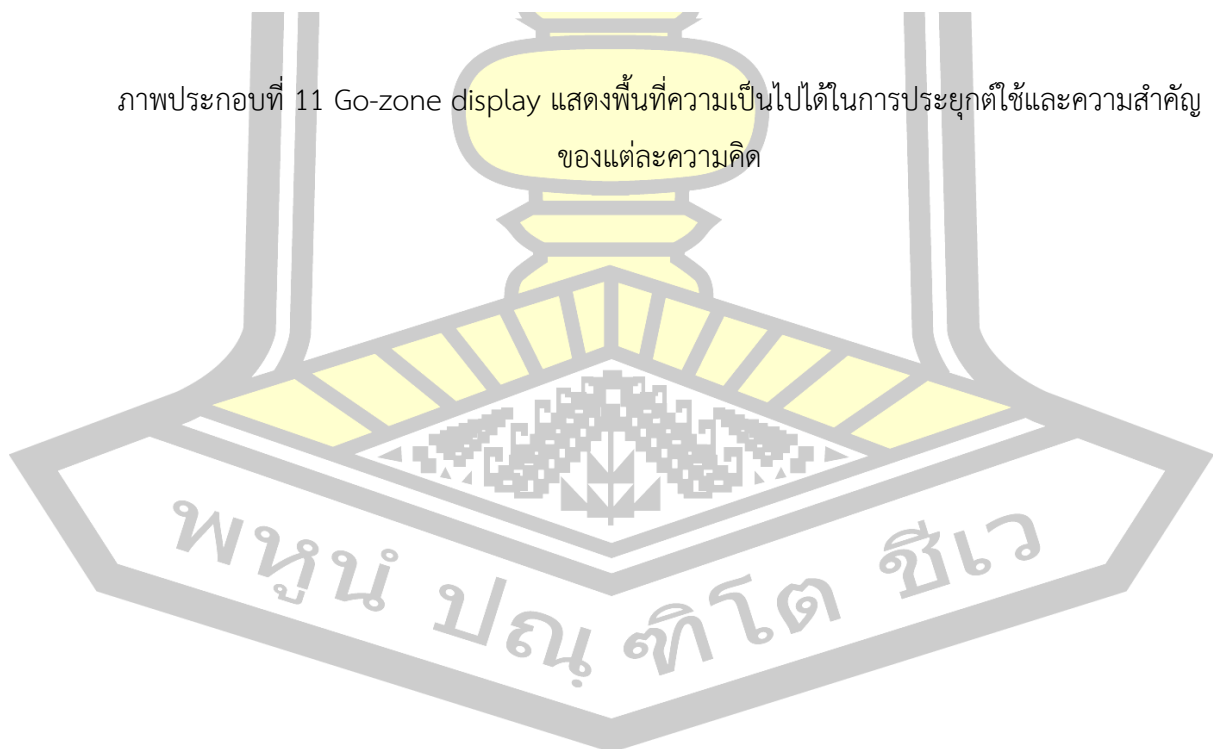 ภาพประกอบที่ 11 Go-zone display แสดงพื้นที่ความเป็นไปได้ในการประยุกต์ใช้และความสำคัญ
ของแต่ละความคิด
พหูนํ ปณฺฑิโต ชีเว